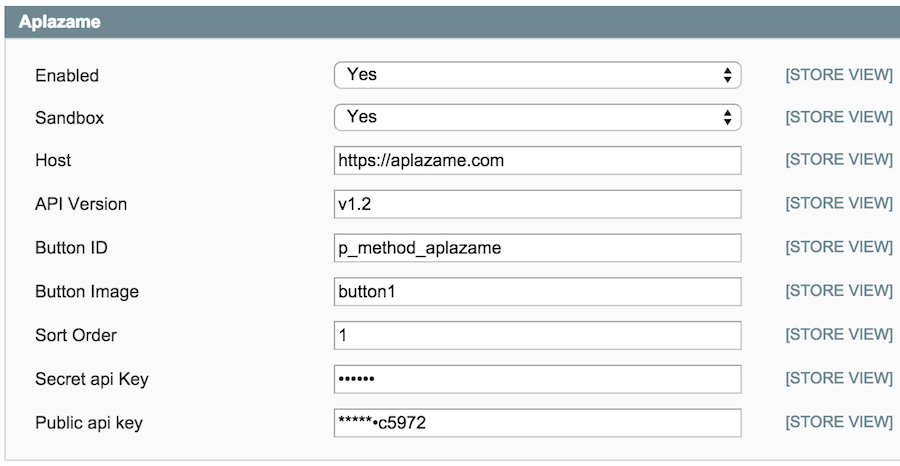 Aplazame
Enabled Yes [STORE VIEW]
Sandbox Yes [STORE VIEW]
Host https://aplazame.com [STORE VIEW]
API Version v1.2 [STORE VIEW]
Button ID p_method_aplazame [STORE VIEW]
Button Image button1 [STORE VIEW]
Sort Order 1 [STORE VIEW]
Secret api Key •••••• [STORE VIEW]
Public api key *****•c5972 [STORE VIEW]